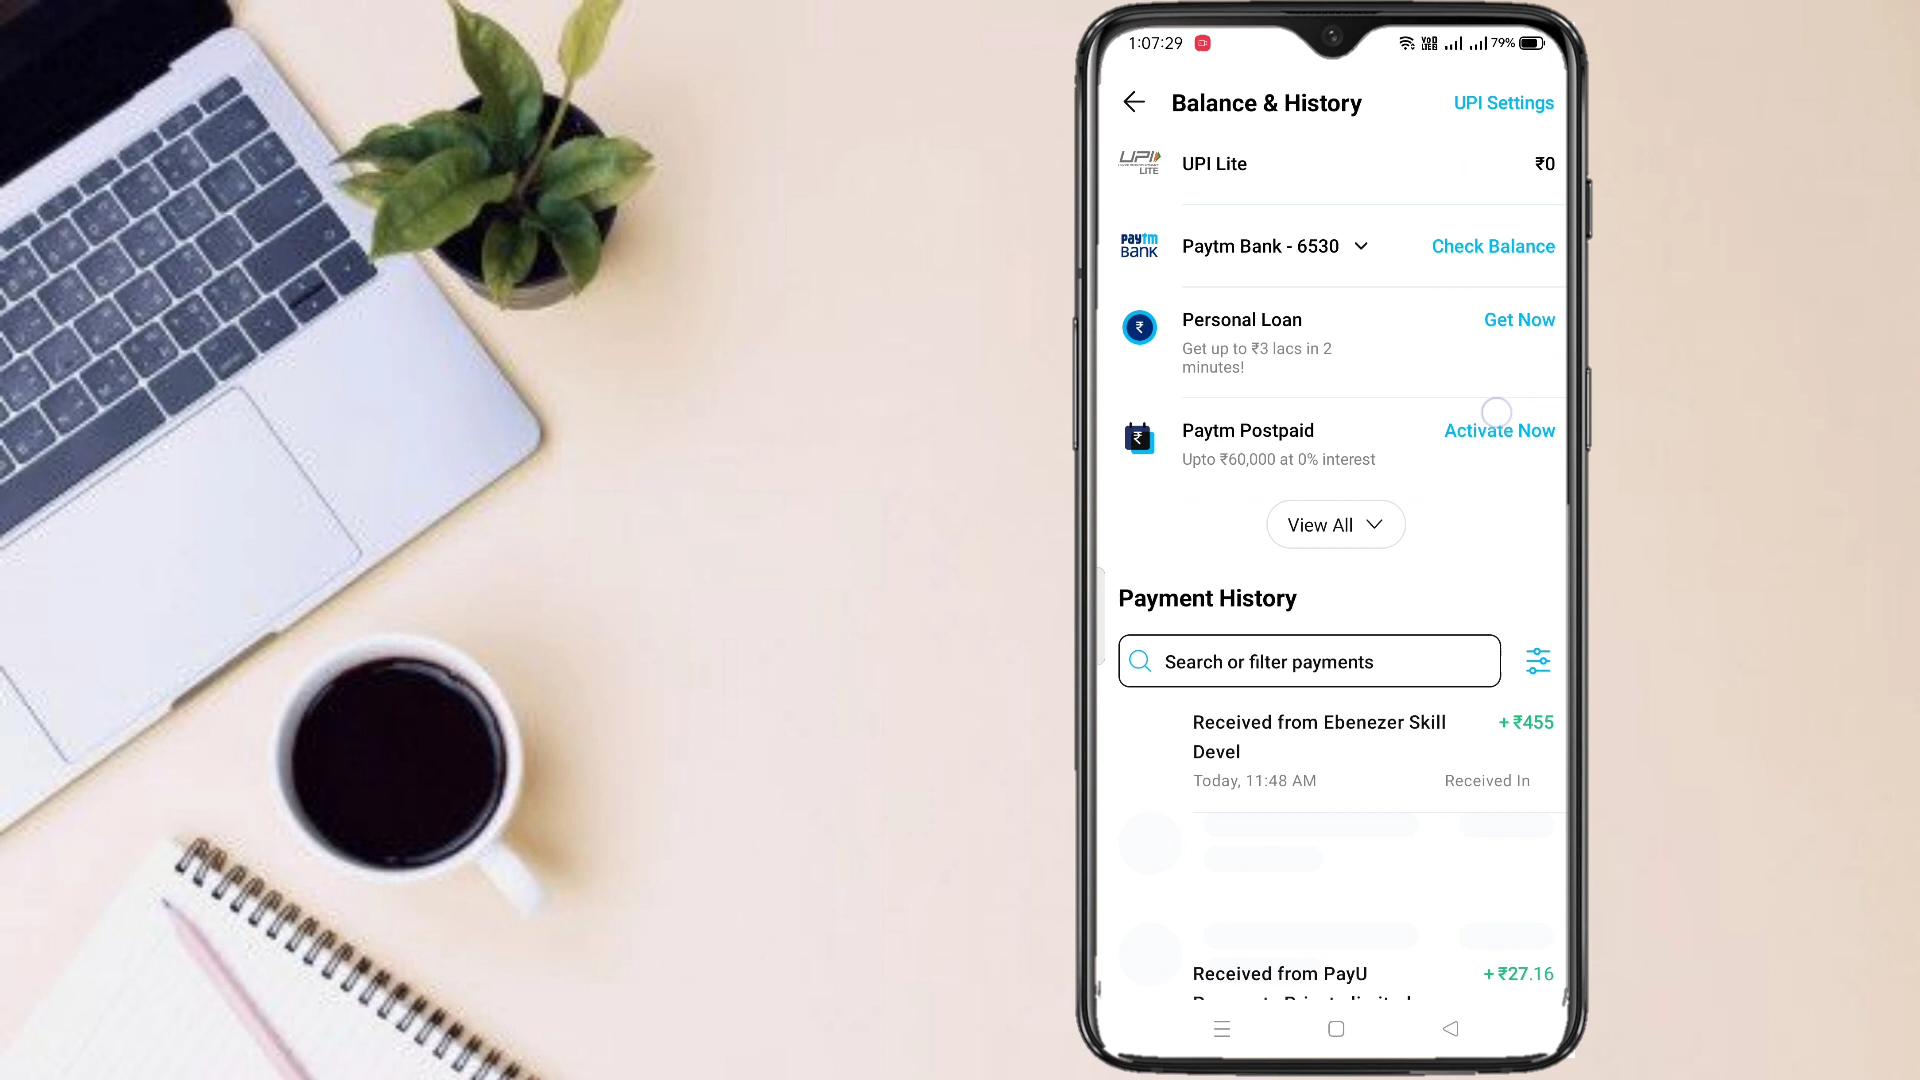 1:07:29
79%
Balance & History
UPI Settings
UPI
LITE
UPI Lite
₹0
paytm
BANK
Paytm Bank - 6530
Check Balance
Personal Loan
Get Now
Get up to ₹3 lacs in 2
minutes!
Paytm Postpaid
Activate Now
Upto ₹60,000 at 0% interest
View All
Payment History
Search or filter payments
Received from Ebenezer Skill
+ ₹455
Devel
Today, 11:48 AM
Received In
Received from PayU
+ ₹27.16